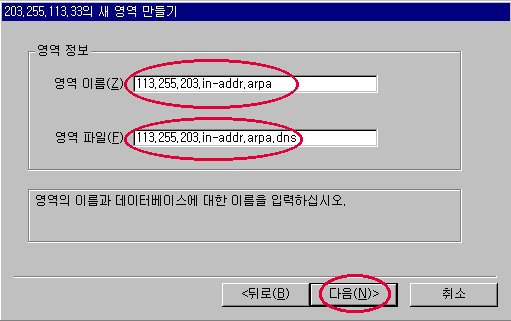 203,255,113,33의 새 영역 만들기
영역 정보
영역 이름(Z) 113,255,203,in-addr,arpa
영역 파일(F) 113,255,203,in-addr,arpa,dns
영역의 이름과 데이터베이스에 대한 이름을 입력하십시오.
<뒤로(B) 다음(N)> 취소